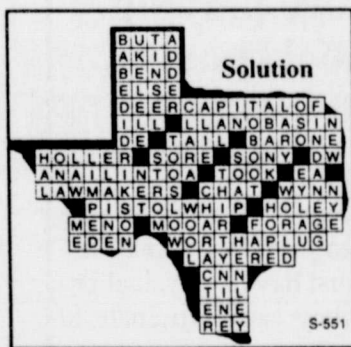 BUTA
AKID
BEND
Solution
ELSE
DEERCAPITALOF
ILL LLANOBASIN
DE TAIL BARONE
HOLLER SORE SONY DW
ANAILINTOA TOOK EA
LAWMAKERS CHAT WYNN
PISTOLWHIP HOLEY
MENO MOOAR FORAGE
EDEN WORTHAPLUG
LAYERED
CNN
TIL
ENE
REY
S-551